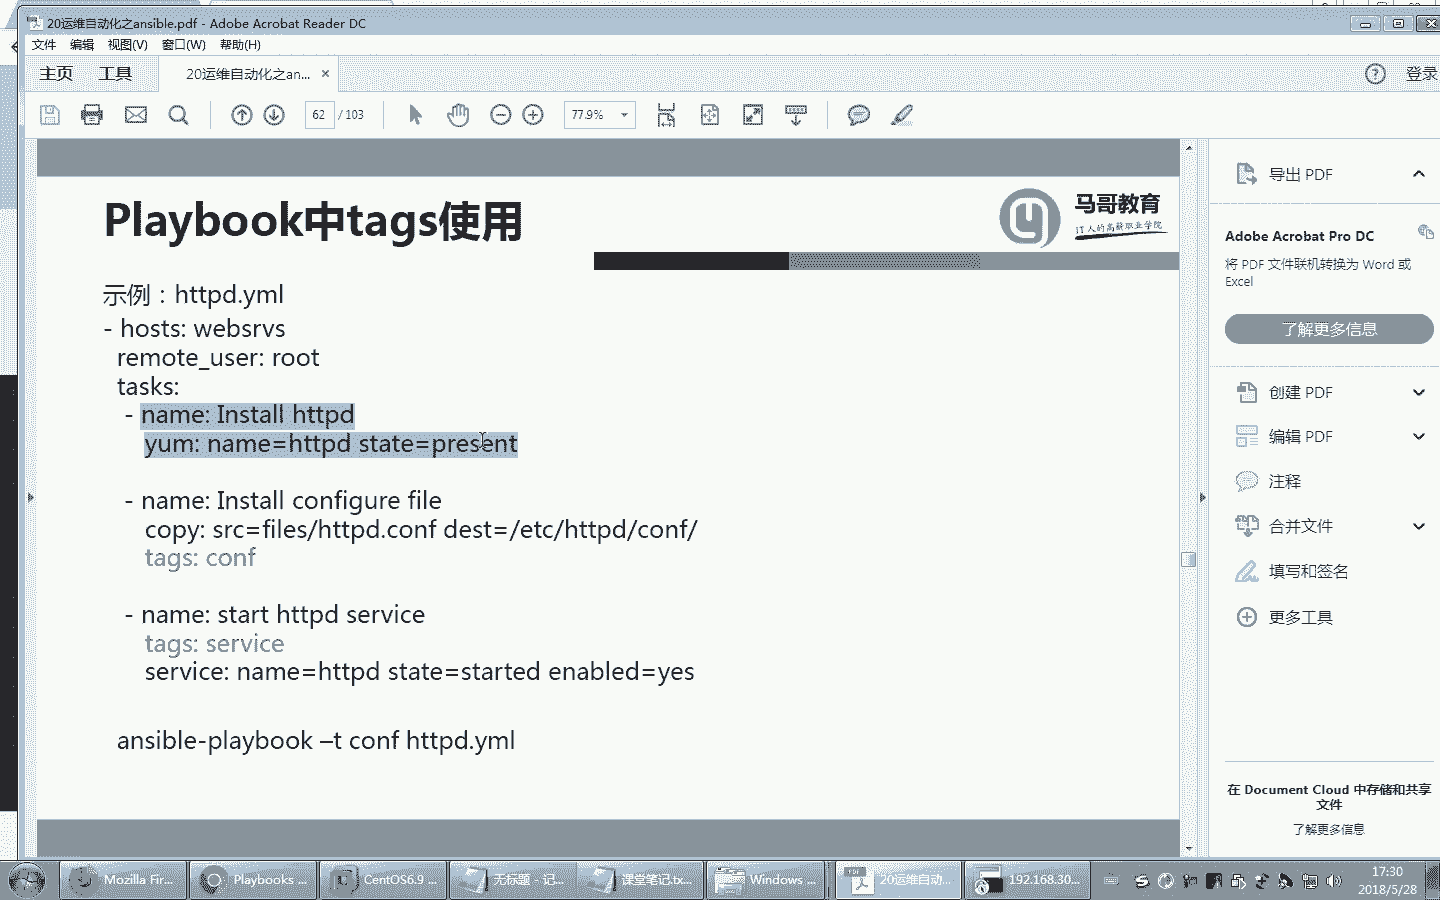 20运维自动化之ansible.pdf - Adobe Acrobat Reader DC
文件 编辑 视图(V) 窗口(W) 帮助(H)
主页 工具 20运维自动化之an... × ? 登录
62 / 103 77.9%
Playbook中tags使用
马哥教育
IT人的高薪职业学院
示例：httpd.yml
- hosts: websrvs
remote_user: root
tasks:
- name: Install httpd
yum: name=httpd state=present
- name: Install configure file
copy: src=files/httpd.conf dest=/etc/httpd/conf/
tags: conf
- name: start httpd service
tags: service
service: name=httpd state=started enabled=yes
ansible-playbook –t conf httpd.yml
导出 PDF
Adobe Acrobat Pro DC
将 PDF 文件联机转换为 Word 或
Excel
了解更多信息
创建 PDF
编辑 PDF
注释
合并文件
填写和签名
更多工具
在 Document Cloud 中存储和共享
文件
了解更多信息
Mozilla Fir... Playbooks ... CentOS6.9 ... 无标题 - 记... 课堂笔记.tx... Windows ... 20运维自动... 192.168.30...
17:30
2018/5/28